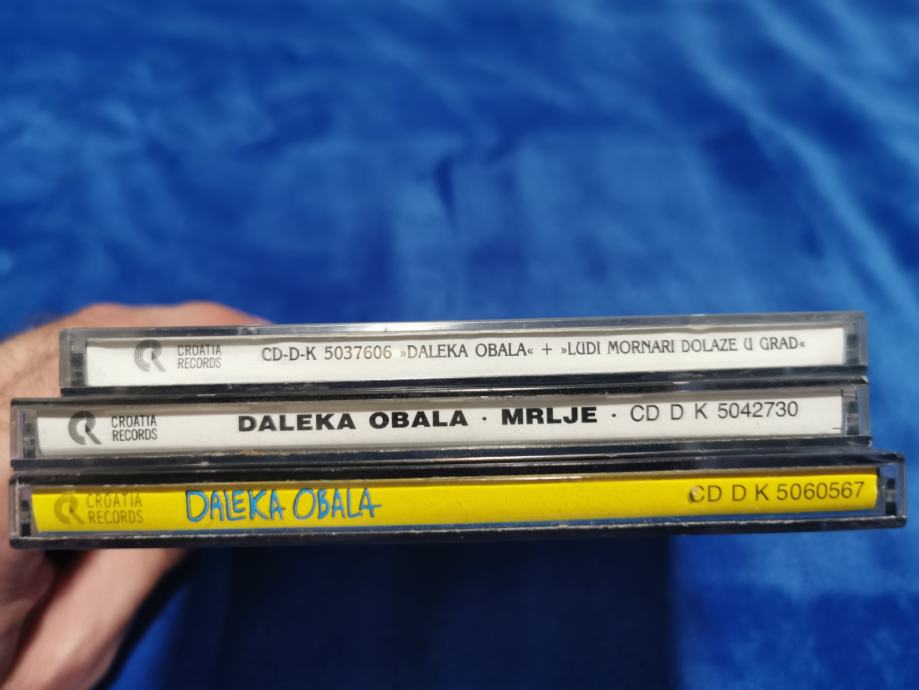 CROATIA RECORDS CD-D-K 5037606 »DALEKA OBALA« + »LUDI MORNARI DOLAZE U GRAD«
CROATIA RECORDS DALEKA OBALA · MRLJE · CD D K 5042730
CROATIA RECORDS DALEKA OBALA CD D K 5060567